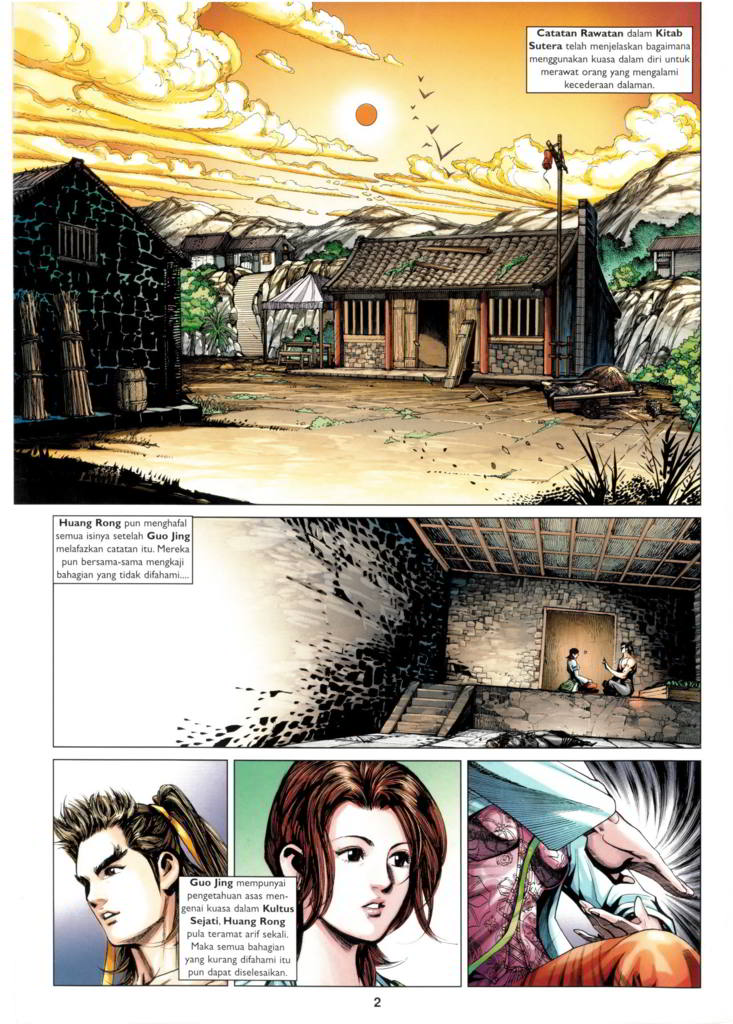 Catatan Rawatan dalam Kitab
Sutera telah menjelaskan bagaimana
menggunakan kuasa dalam diri untuk
merawat orang yang mengalami
kecederaan dalaman.
Huang Rong pun menghafal
semua isinya setelah Guo Jing
melafazkan catatan itu. Mereka
pun bersama-sama mengkaji
bahagian yang tidak difahami....
Guo Jing mempunyai
pengetahuan asas men-
genai kuasa dalam Kultus
Sejati, Huang Rong
pula teramat arif sekali.
Maka semua bahagian
yang kurang difahami itu
pun dapat diselesaikan.
2